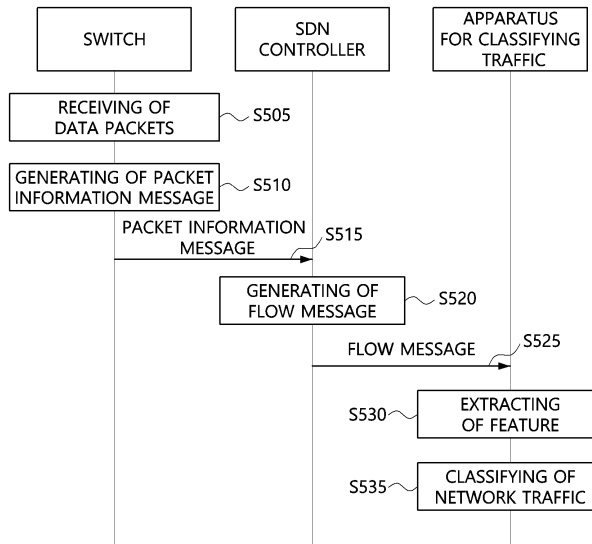 SWITCH
SDN
CONTROLLER
APPARATUS
FOR CLASSIFYING
TRAFFIC
RECEIVING OF
DATA PACKETS
S505
GENERATING OF PACKET
INFORMATION MESSAGE
S510
PACKET INFORMATION
MESSAGE
S515
GENERATING OF
FLOW MESSAGE
S520
FLOW MESSAGE
S525
S530
EXTRACTING
OF FEATURE
S535
CLASSIFYING OF
NETWORK TRAFFIC